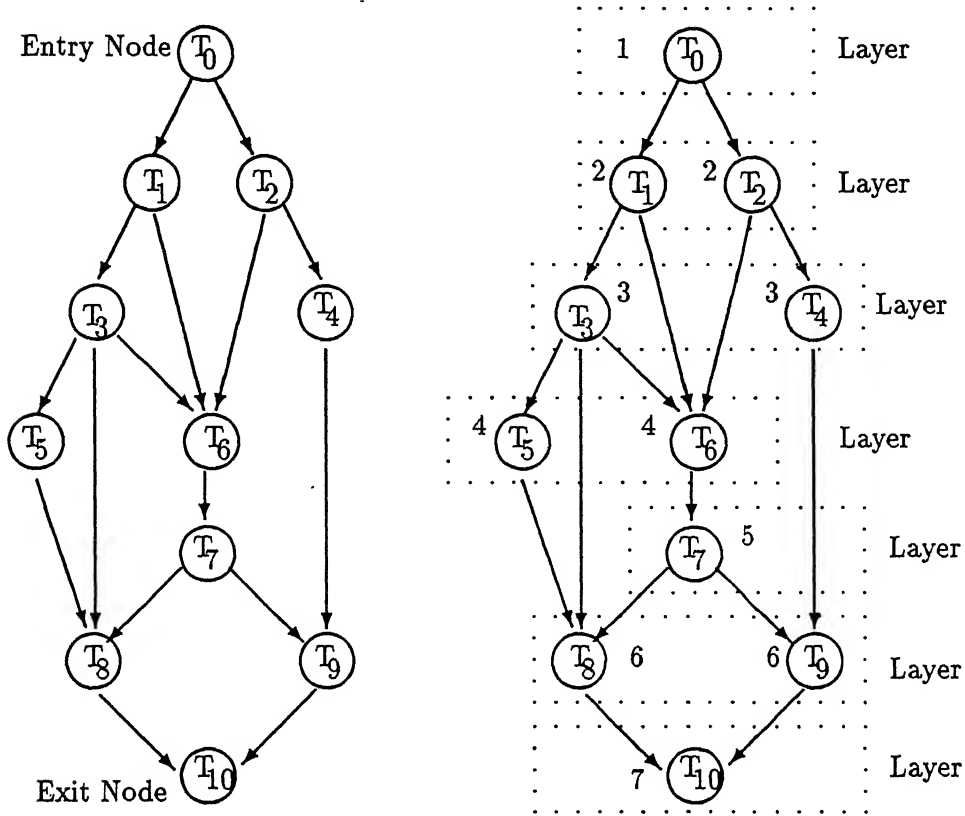 Entry Node T0
T1 T2
T3 T4
T5 T6
T7
T8 T9
T10
Exit Node
1 T0 Layer
2 T1 2 T2 Layer
T3 3 3 T4 Layer
4 T5 4 T6 Layer
T7 5 Layer
T8 6 6 T9 Layer
7 T10 Layer